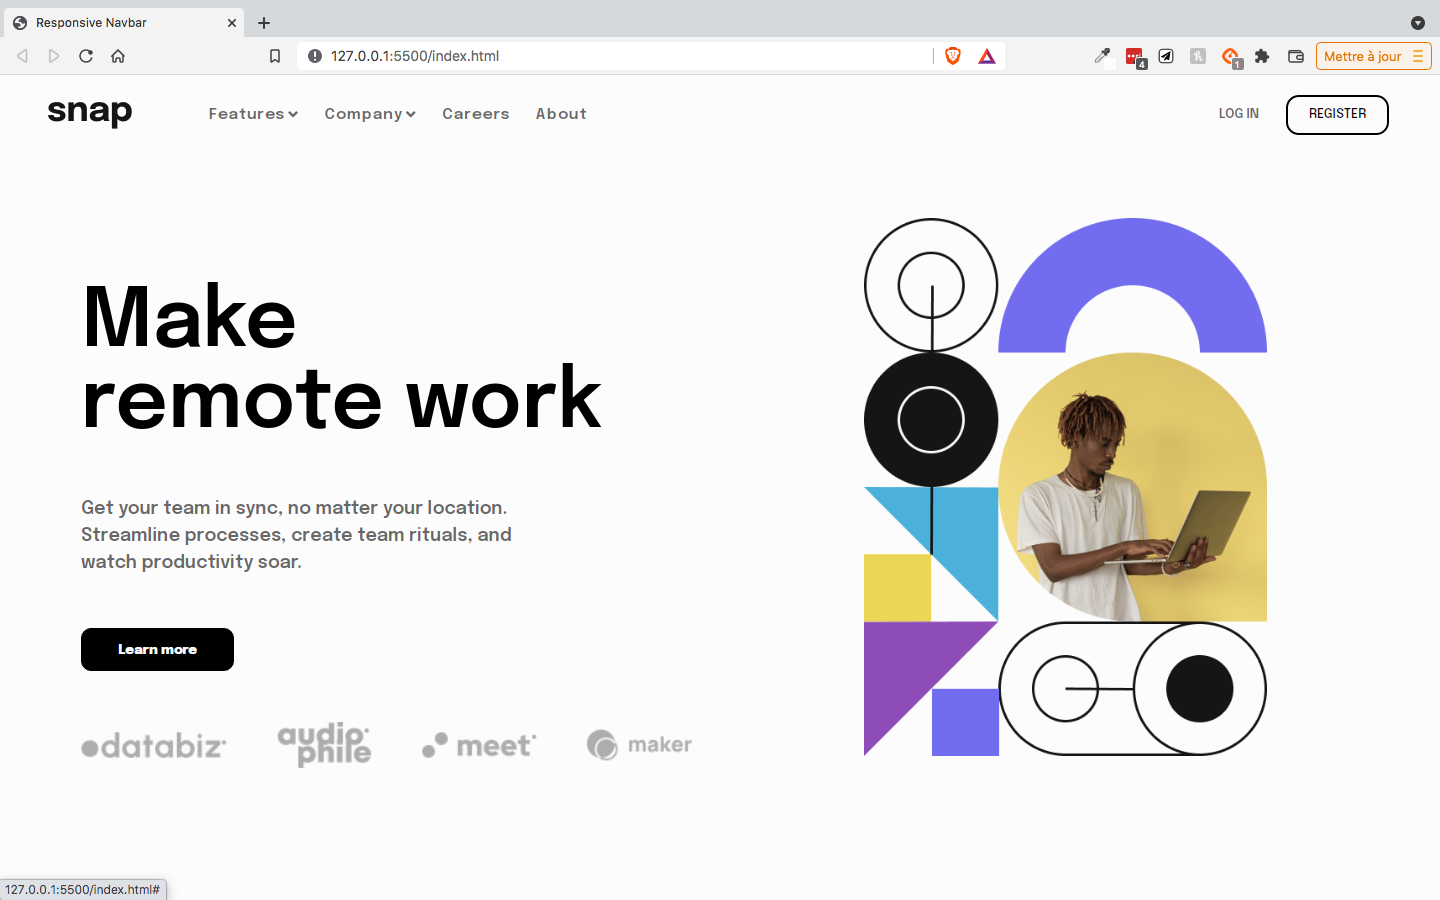 Responsive Navbar
127.0.0.1:5500/index.html
4
1
Mettre à jour
snap
Features
Company
Careers
About
LOG IN
REGISTER
Make
remote work
Get your team in sync, no matter your location.
Streamline processes, create team rituals, and
watch productivity soar.
Learn more
databiz
audio
phile
meet
maker
127.0.0.1:5500/index.html#